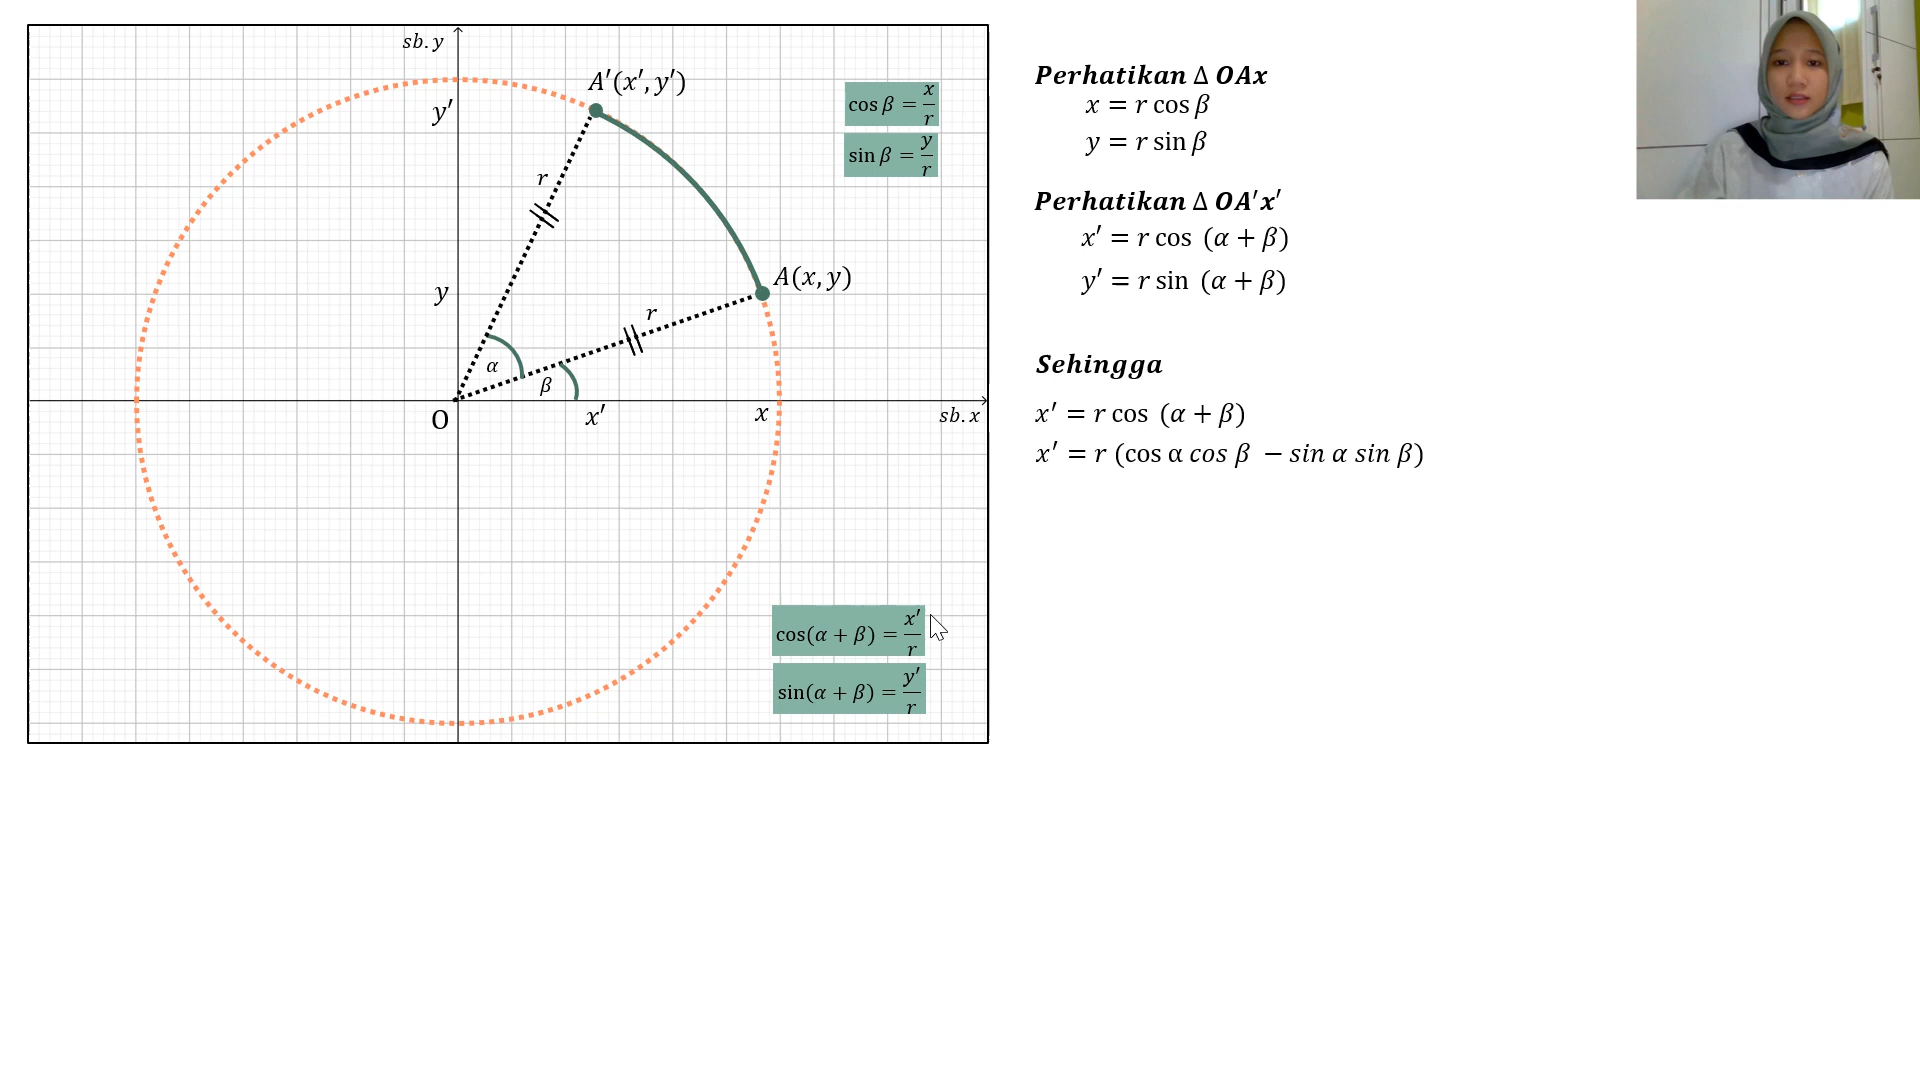 sb.y
A′(x′, y′)
y′
r
A(x, y)
y
r
α
β
O
x′
x
sb.x
cos β = x/r
sin β = y/r
cos(α + β) = x′/r
sin(α + β) = y′/r
Perhatikan Δ OAx
x = r cos β
y = r sin β
Perhatikan Δ OA′x′
x′ = r cos (α + β)
y′ = r sin (α + β)
Sehingga
x′ = r cos (α + β)
x′ = r (cos α cos β − sin α sin β)